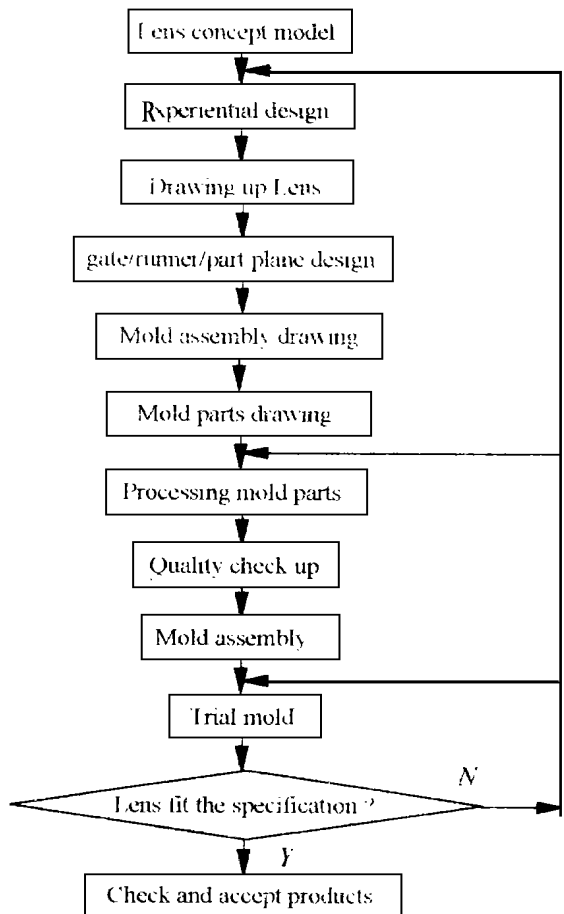 Lens concept model
Rxperiential design
Drawing up Lens
gate/runner/part plane design
Mold assembly drawing
Mold parts drawing
Processing mold parts
Quality check up
Mold assembly
Trial mold
Lens fit the specification ?
N
Y
Check and accept products